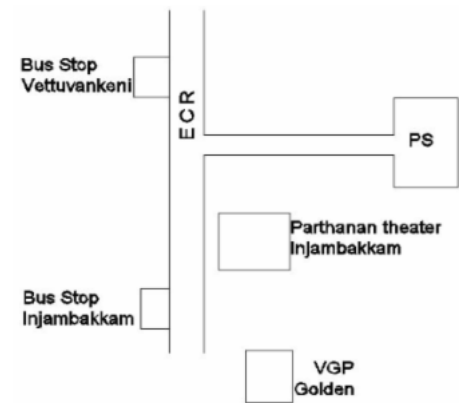 Bus Stop
Vettuvankeni
ECR
PS
Parthanan theater
Injambakkam
Bus Stop
Injambakkam
VGP
Golden